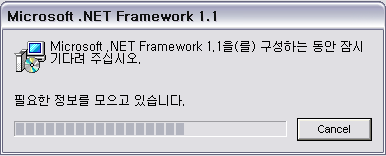 Microsoft .NET Framework 1.1
Microsoft .NET Framework 1.1을(를) 구성하는 동안 잠시
기다려 주십시오.
필요한 정보를 모으고 있습니다.
Cancel